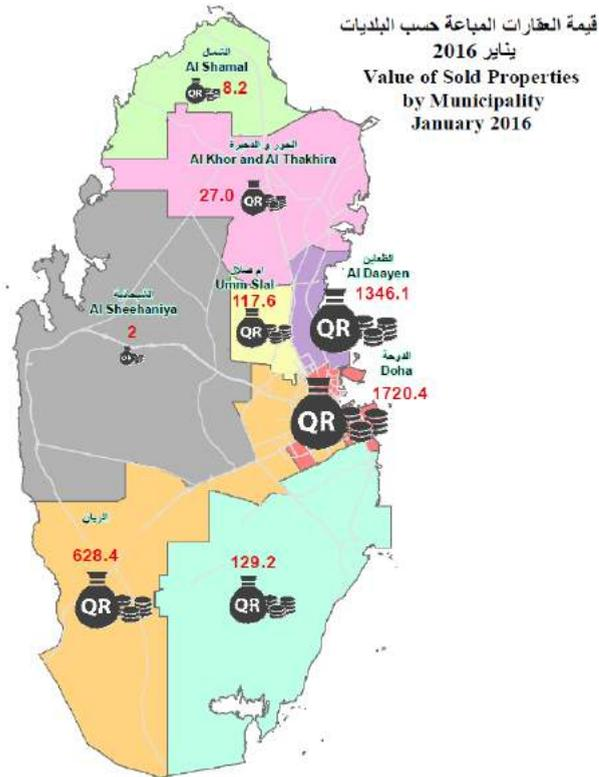 قيمة العقارات المباعة حسب البلديات
يناير 2016
Value of Sold Properties
by Municipality
January 2016
الشمال
Al Shamal
QR 8.2
الخور و الذخيرة
Al Khor and Al Thakhira
27.0
QR
الظعاين
Al Daayen
1346.1
QR
ام صلال
Umm Slal
117.6
QR
الشيحانية
Al Sheehaniya
2
QR
الدوحة
Doha
1720.4
QR
الريان
628.4
QR
129.2
QR